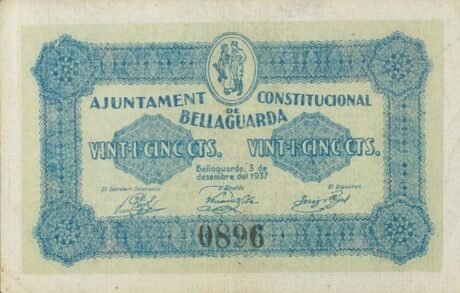 AJUNTAMENT CONSTITUCIONAL
DE
BELLAGUARDA
VINT-I-CINC CTS. VINT-I-CINC CTS.
Bellaguarda, 3 de
desembre del 1937
El Secretari-Interventor L'Alcalde El Dipositari
0896